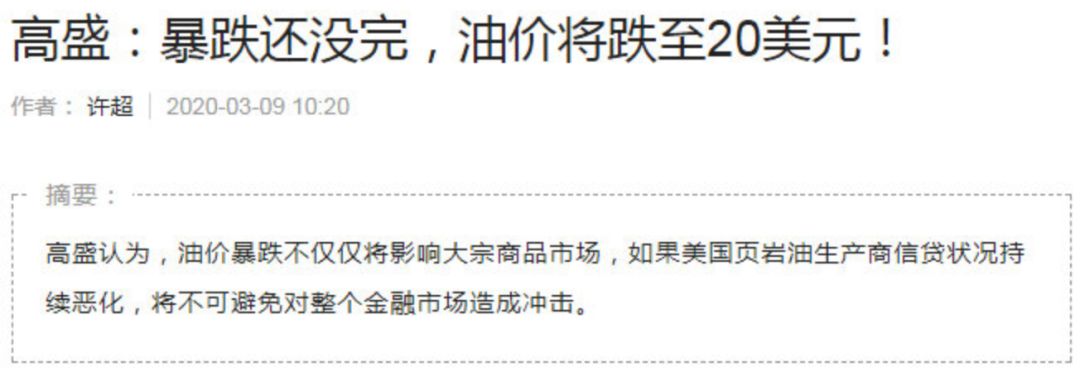 高盛：暴跌还没完，油价将跌至20美元！
作者： 许超 2020-03-09 10:20
摘要：
高盛认为，油价暴跌不仅仅将影响大宗商品市场，如果美国页岩油生产商信贷状况持
续恶化，将不可避免对整个金融市场造成冲击。